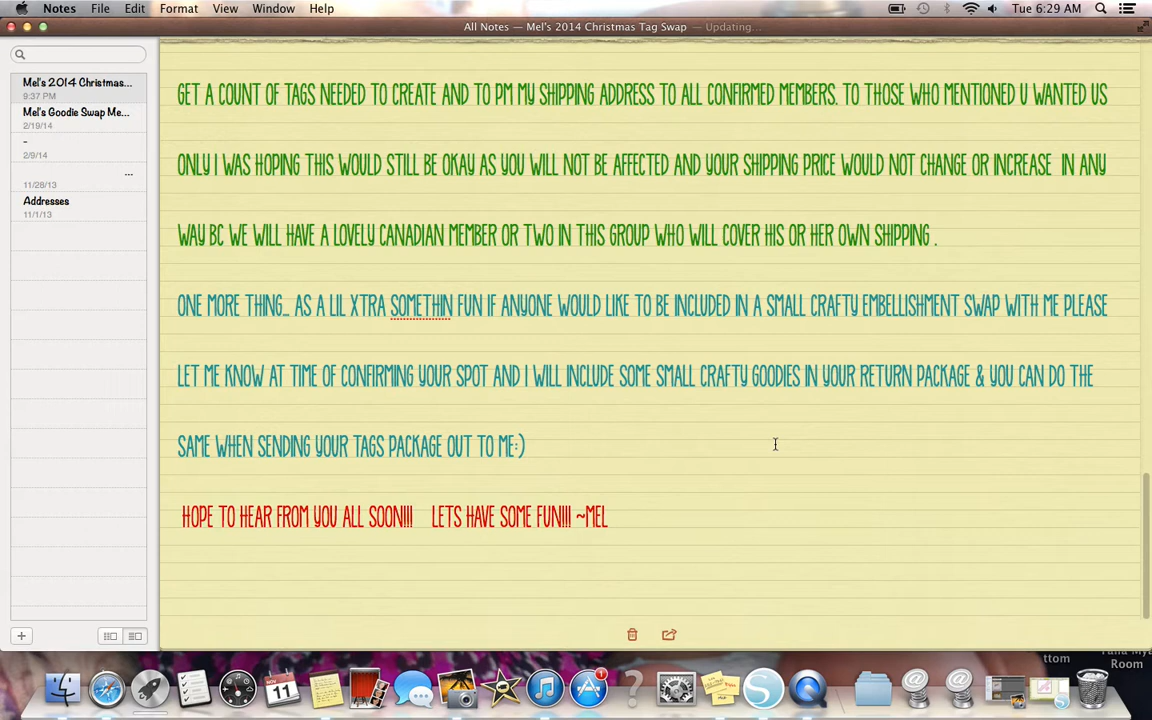 Notes File Edit Format View Window Help Tue 6:29 AM
All Notes — Mel's 2014 Christmas Tag Swap — Updating...
Mel's 2014 Christmas...
9:37 PM
Mel's Goodie Swap Me...
2/19/14
-
2/9/14
...
11/28/13
Addresses
11/1/13
GET A COUNT OF TAGS NEEDED TO CREATE AND TO PM MY SHIPPING ADDRESS TO ALL CONFIRMED MEMBERS. TO THOSE WHO MENTIONED U WANTED US
ONLY I WAS HOPING THIS WOULD STILL BE OKAY AS YOU WILL NOT BE AFFECTED AND YOUR SHIPPING PRICE WOULD NOT CHANGE OR INCREASE IN ANY
WAY BC WE WILL HAVE A LOVELY CANADIAN MEMBER OR TWO IN THIS GROUP WHO WILL COVER HIS OR HER OWN SHIPPING .
ONE MORE THING... AS A LIL XTRA SOMETHIN FUN IF ANYONE WOULD LIKE TO BE INCLUDED IN A SMALL CRAFTY EMBELLISHMENT SWAP WITH ME PLEASE
LET ME KNOW AT TIME OF CONFIRMING YOUR SPOT AND I WILL INCLUDE SOME SMALL CRAFTY GOODIES IN YOUR RETURN PACKAGE & YOU CAN DO THE
SAME WHEN SENDING YOUR TAGS PACKAGE OUT TO ME:)
HOPE TO HEAR FROM YOU ALL SOON!!! LETS HAVE SOME FUN!!! ~MEL
ttom
Room
NOV
11
1